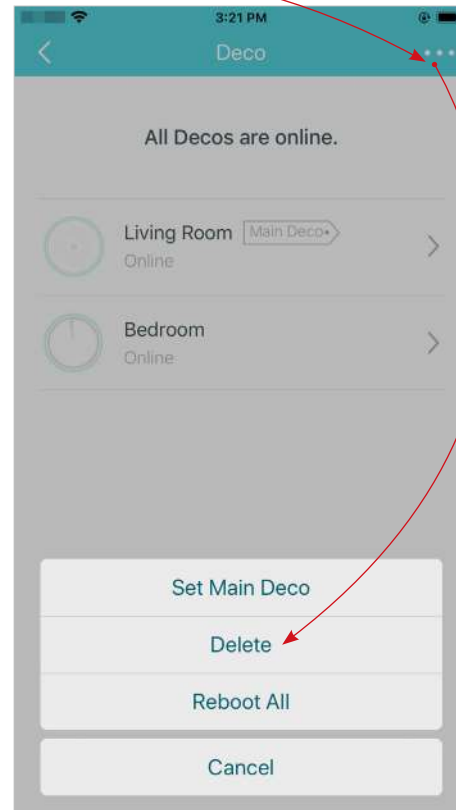 3:21 PM
Deco
All Decos are online.
Living Room Main Deco
Online
Bedroom
Online
Set Main Deco
Delete
Reboot All
Cancel